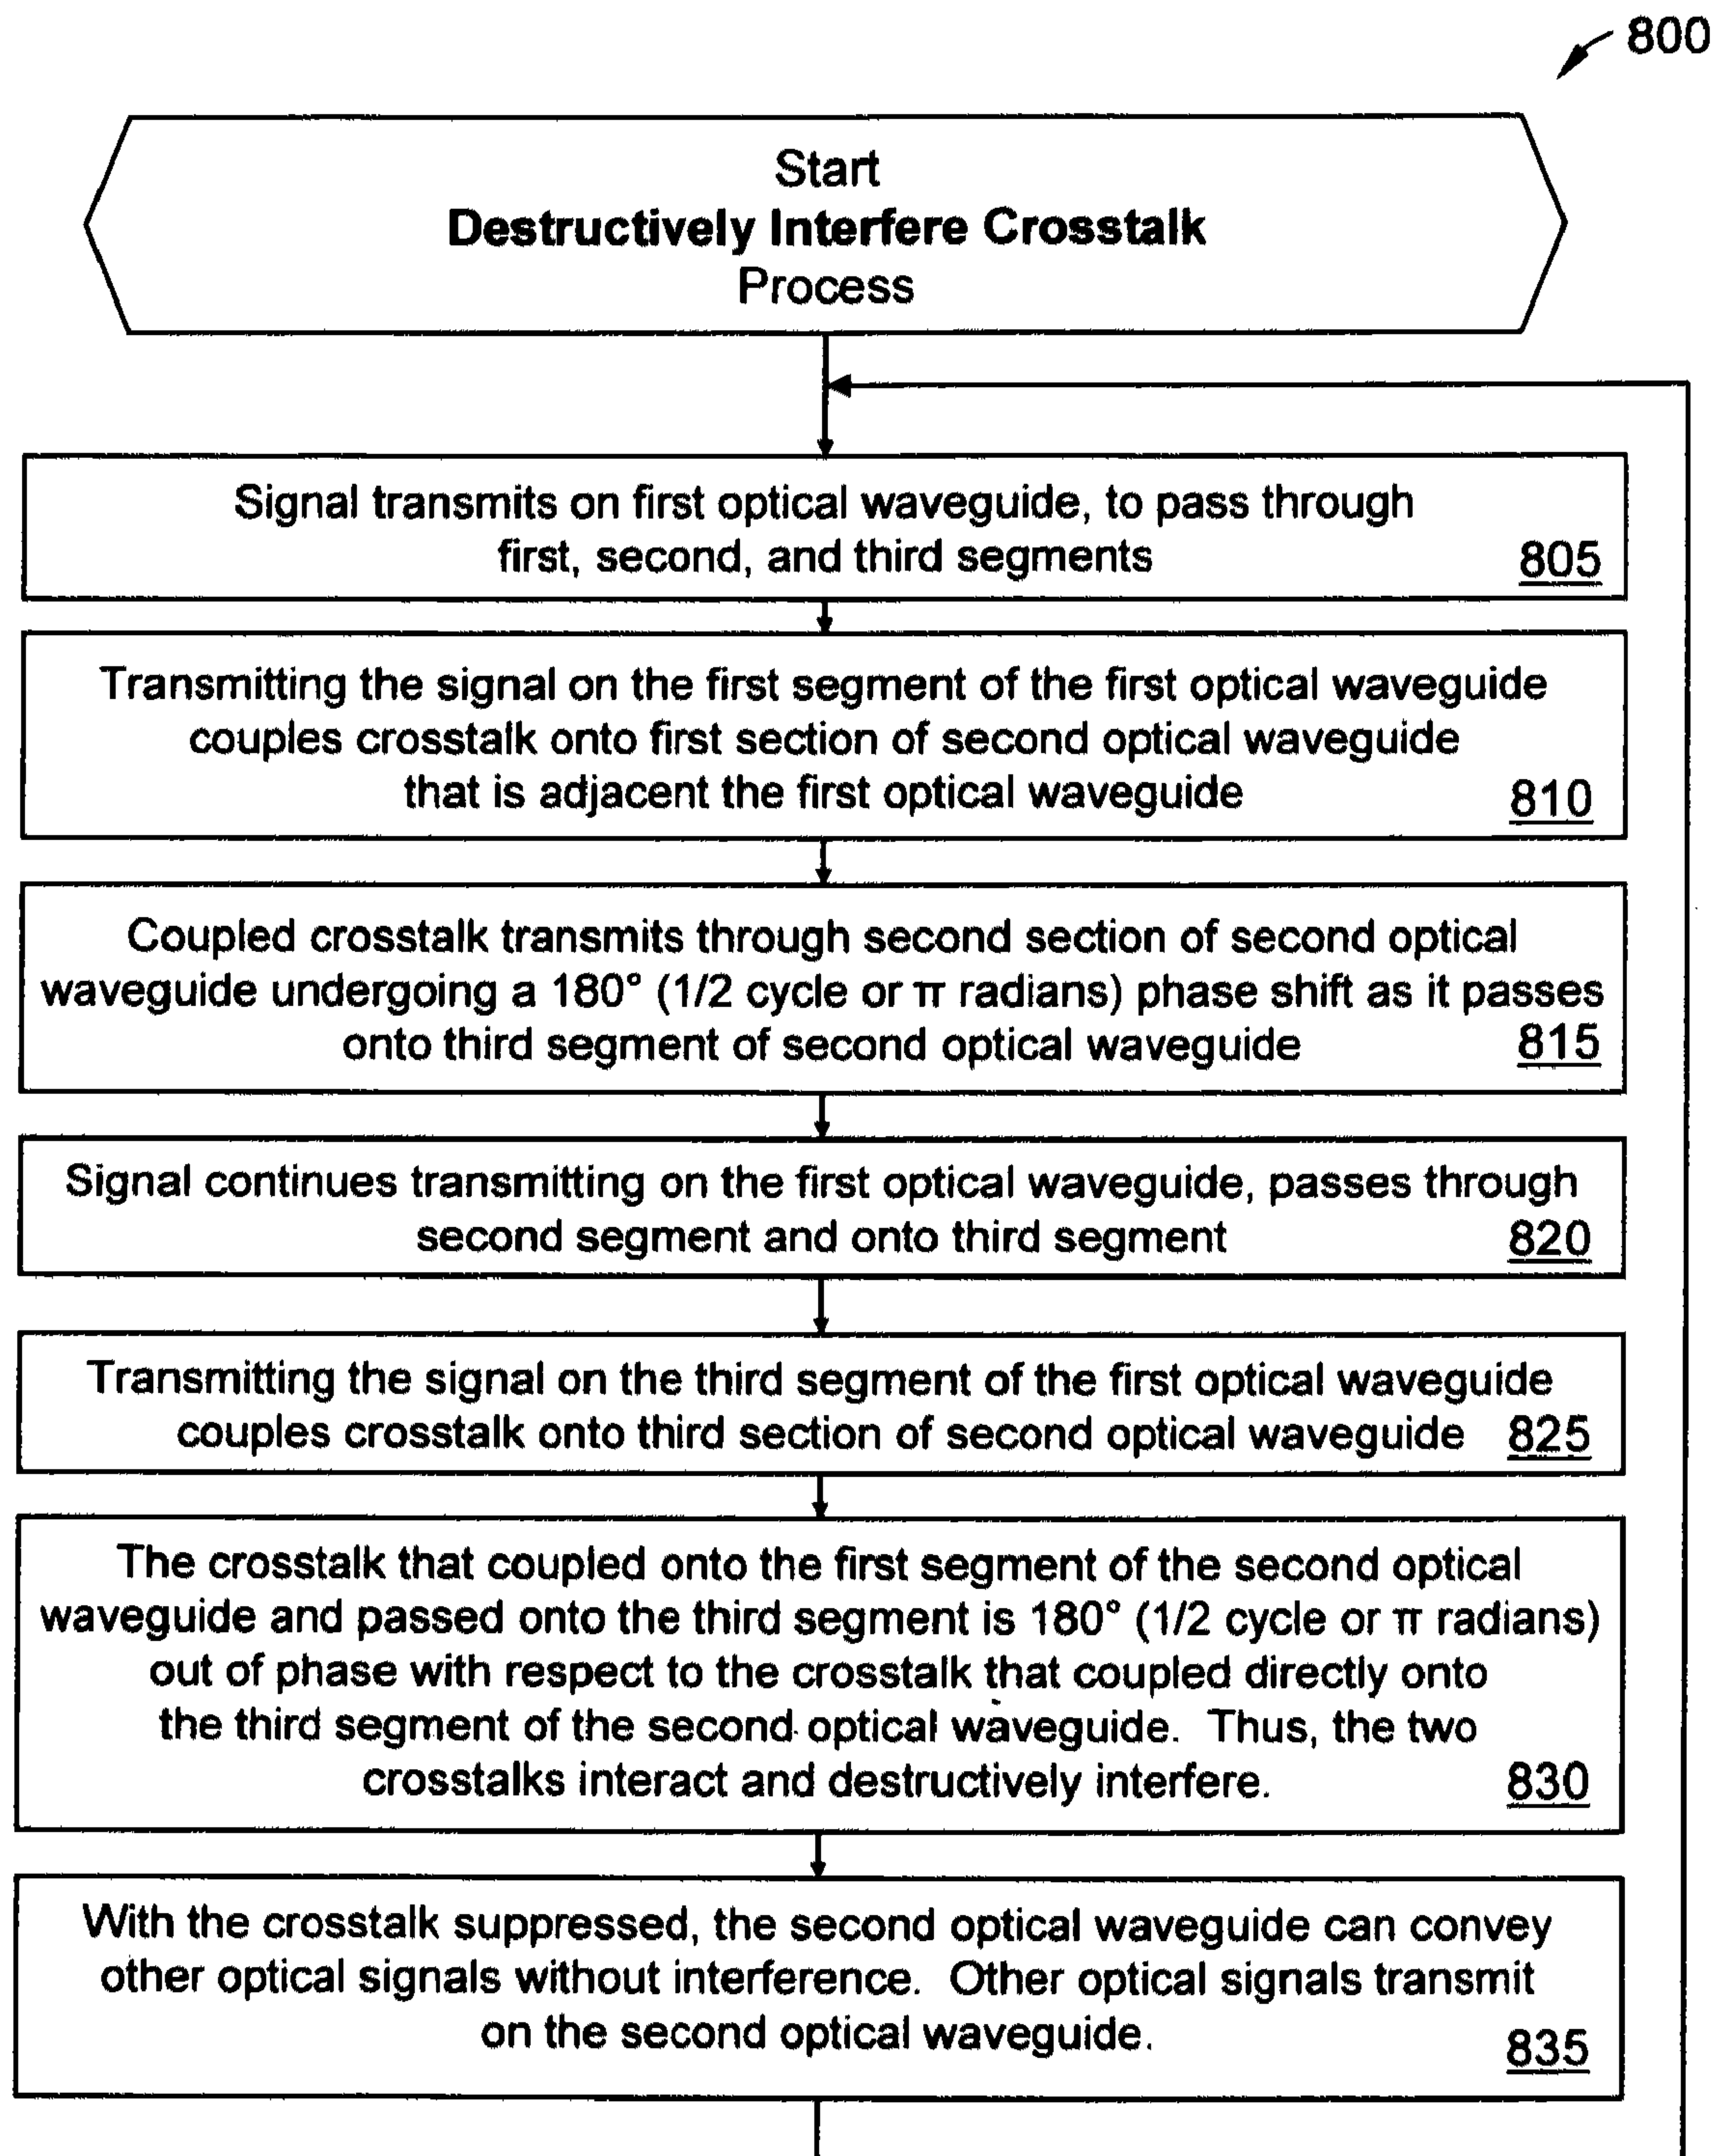 800
Start
Destructively Interfere Crosstalk
Process
Signal transmits on first optical waveguide, to pass through
first, second, and third segments
805
Transmitting the signal on the first segment of the first optical waveguide
couples crosstalk onto first section of second optical waveguide
that is adjacent the first optical waveguide
810
Coupled crosstalk transmits through second section of second optical
waveguide undergoing a 180° (1/2 cycle or π radians) phase shift as it passes
onto third segment of second optical waveguide
815
Signal continues transmitting on the first optical waveguide, passes through
second segment and onto third segment
820
Transmitting the signal on the third segment of the first optical waveguide
couples crosstalk onto third section of second optical waveguide
825
The crosstalk that coupled onto the first segment of the second optical
waveguide and passed onto the third segment is 180° (1/2 cycle or π radians)
out of phase with respect to the crosstalk that coupled directly onto
the third segment of the second optical waveguide. Thus, the two
crosstalks interact and destructively interfere.
830
With the crosstalk suppressed, the second optical waveguide can convey
other optical signals without interference. Other optical signals transmit
on the second optical waveguide.
835